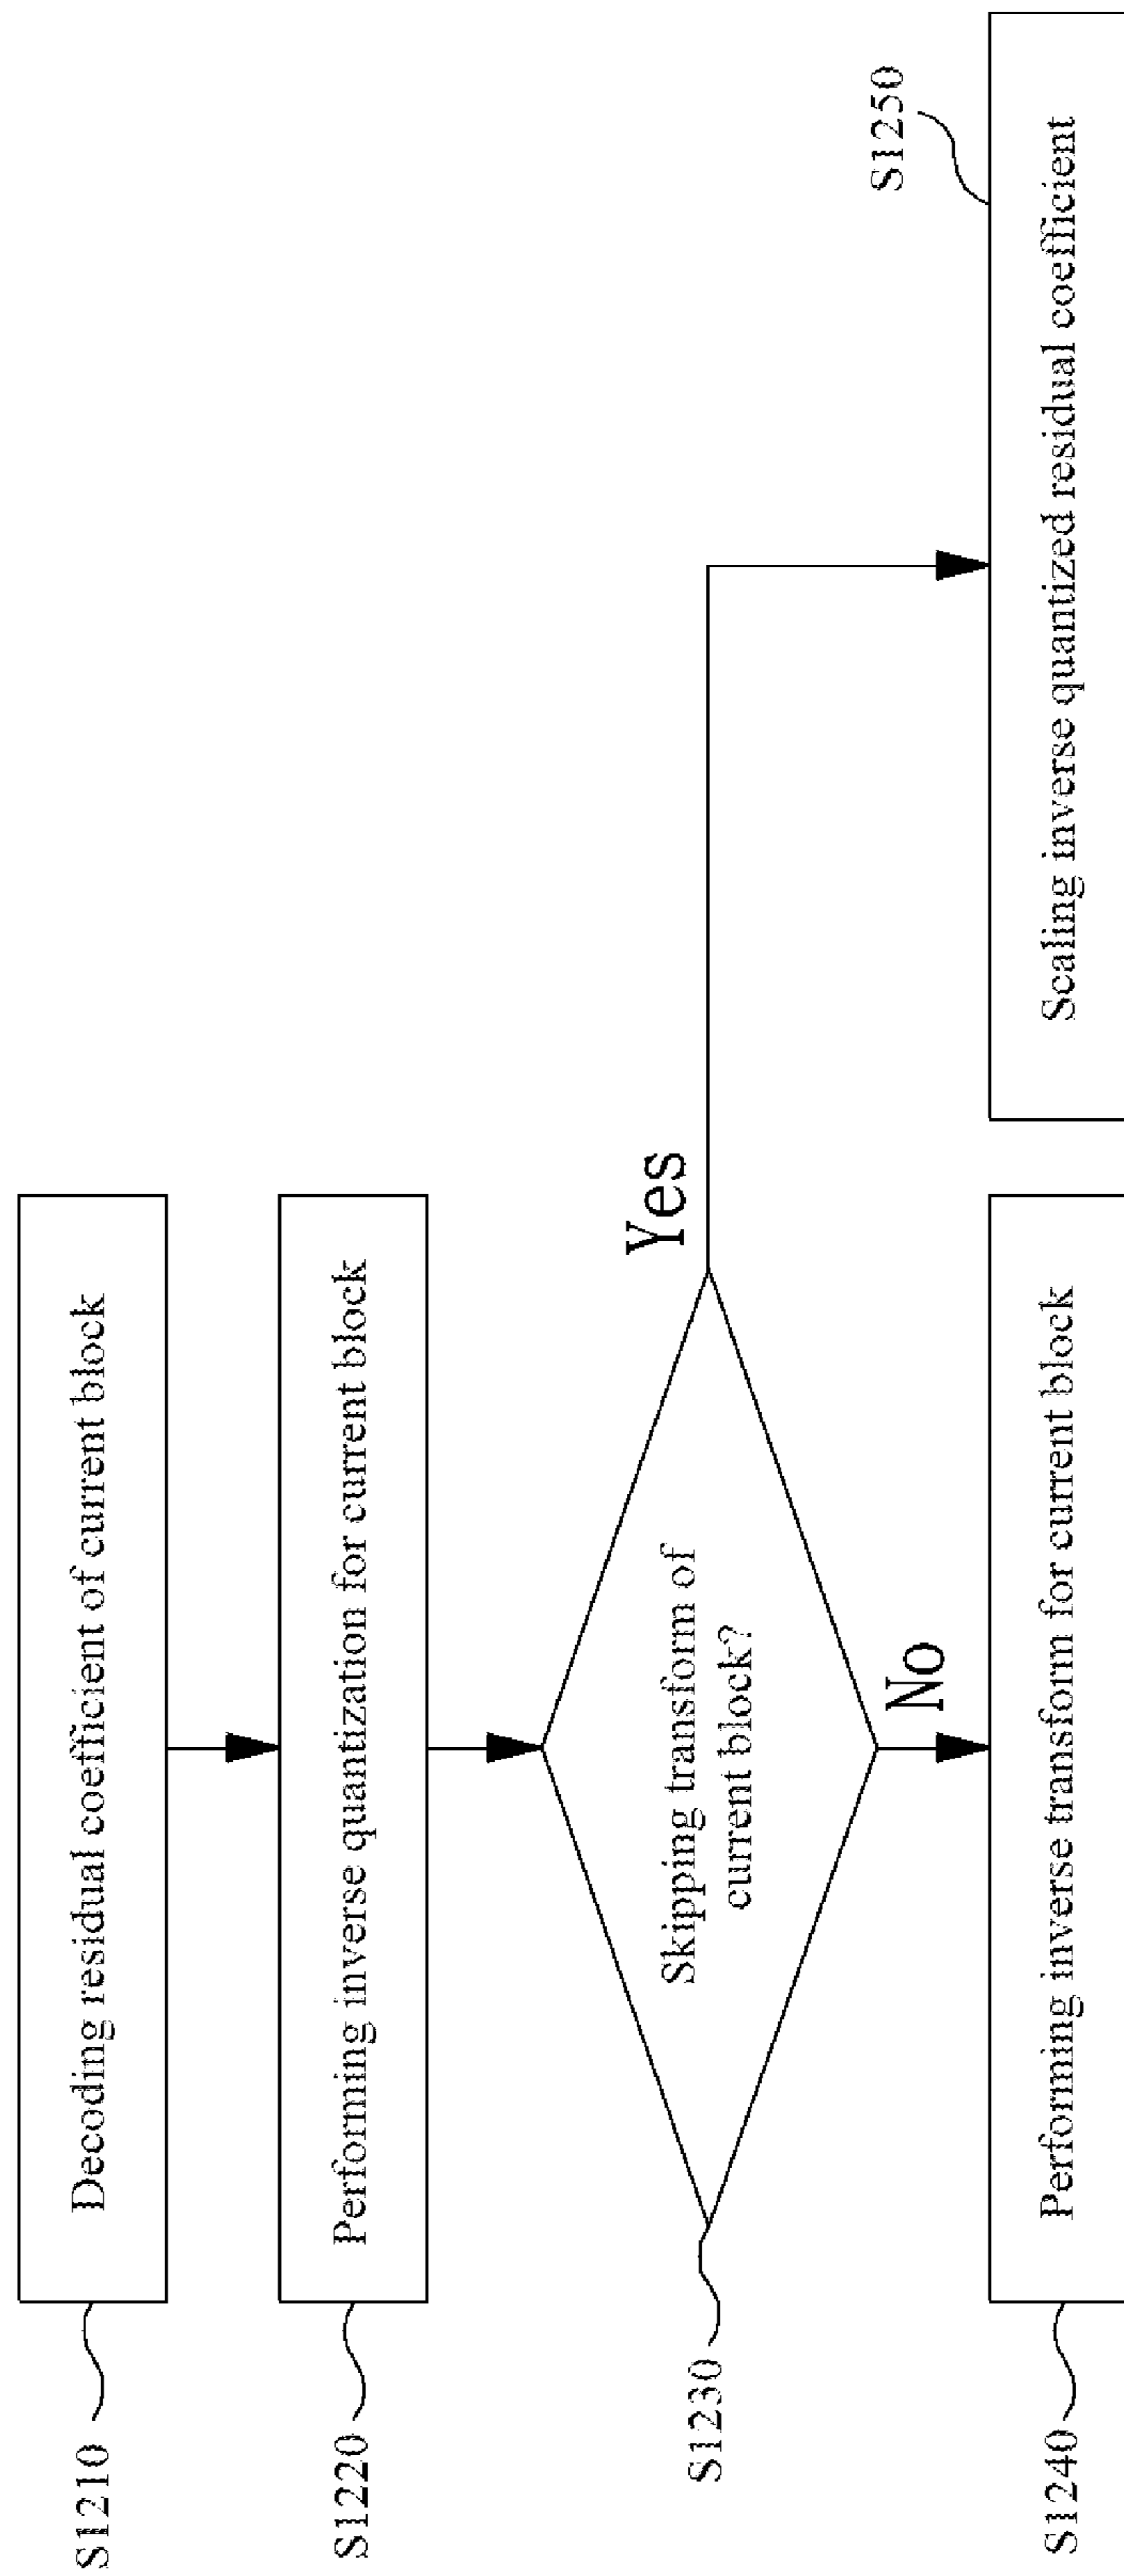 S1210
Decoding residual coefficient of current block
S1220
Performing inverse quantization for current block
S1230
Skipping transform of
current block?
Yes
No
S1240
Performing inverse transform for current block
S1250
Scaling inverse quantized residual coefficient